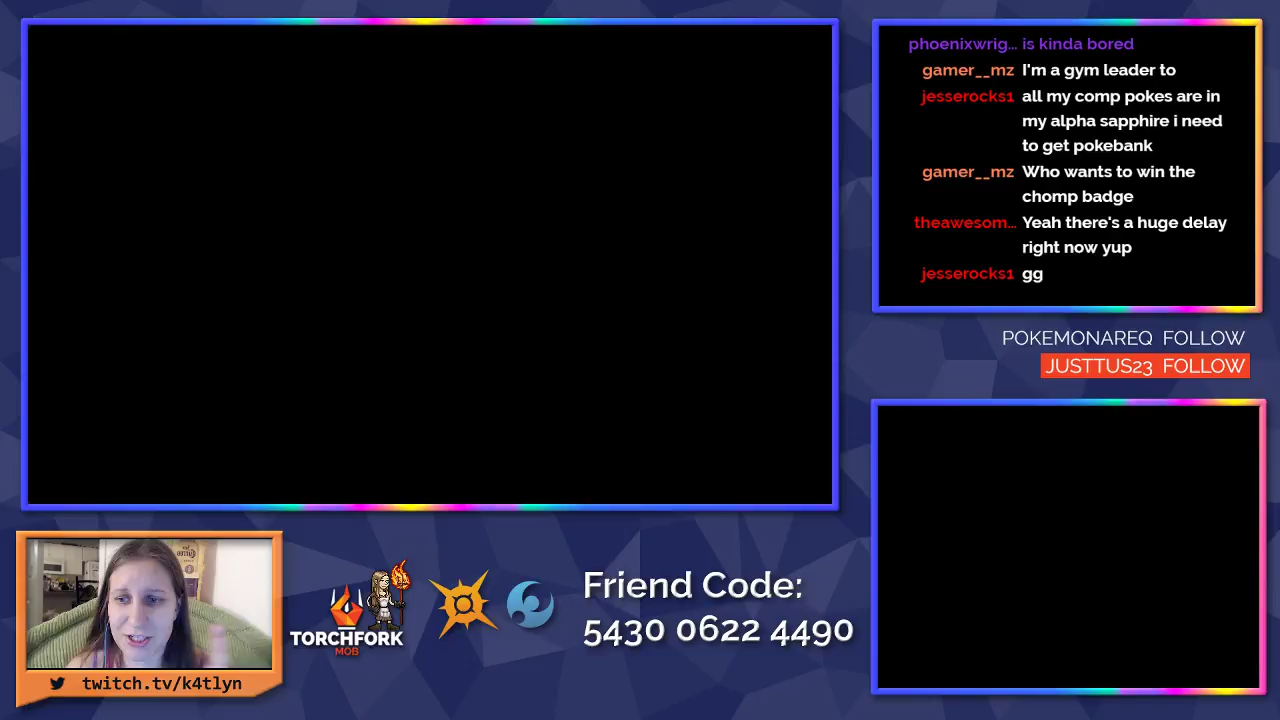 phoenixwrig... is kinda bored
gamer__mz I'm a gym leader to
jesserocks1 all my comp pokes are in
my alpha sapphire i need
to get pokebank
gamer__mz Who wants to win the
chomp badge
theawesom... Yeah there's a huge delay
right now yup
jesserocks1 gg
POKEMONAREQ FOLLOW
JUSTTUS23 FOLLOW
TORCHFORK
MOB
Friend Code:
5430 0622 4490
twitch.tv/k4tlyn